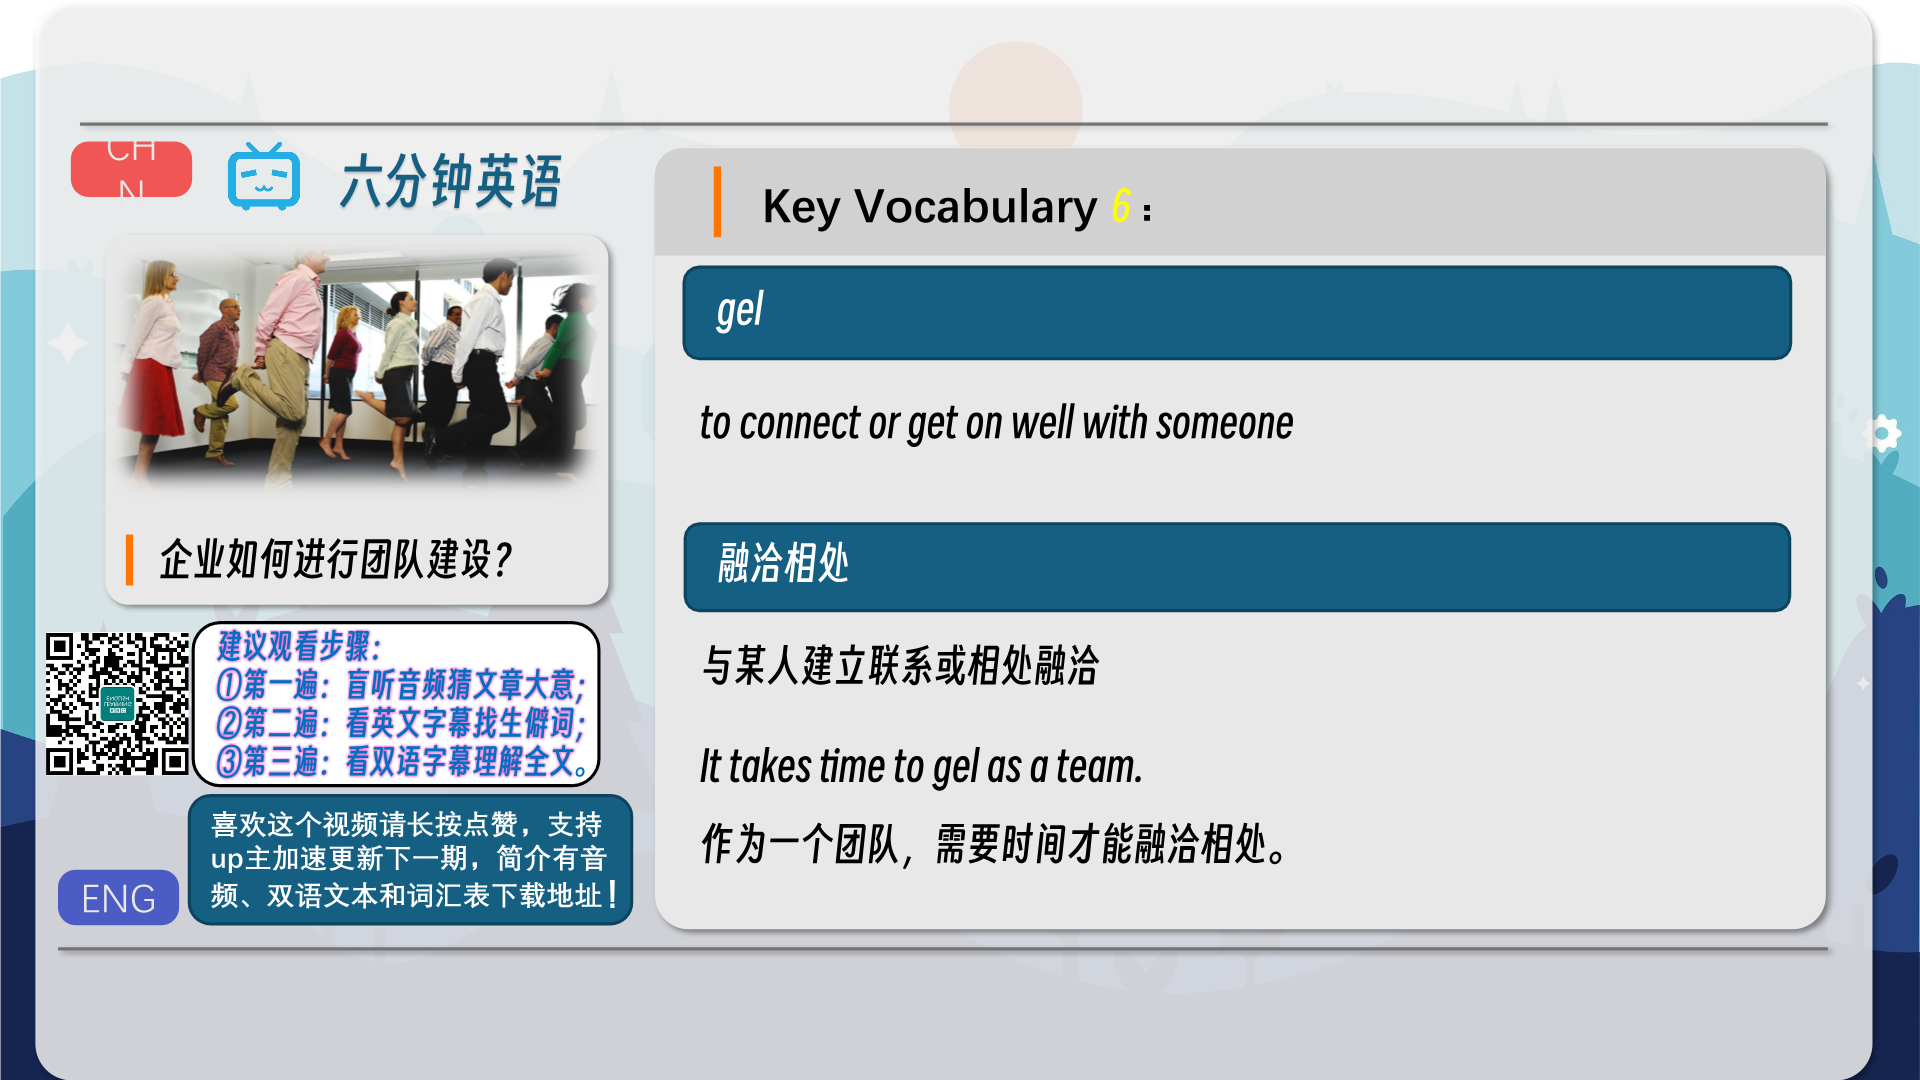 CH
N
六分钟英语
企业如何进行团队建设?
建议观看步骤:
①第一遍:盲听音频猜文章大意;
②第二遍:看英文字幕找生僻词;
③第三遍:看双语字幕理解全文。
喜欢这个视频请长按点赞,支持
up主加速更新下一期,简介有音
频、双语文本和词汇表下载地址!
ENG
Key Vocabulary 6:
gel
to connect or get on well with someone
融洽相处
与某人建立联系或相处融洽
It takes time to gel as a team.
作为一个团队,需要时间才能融洽相处。